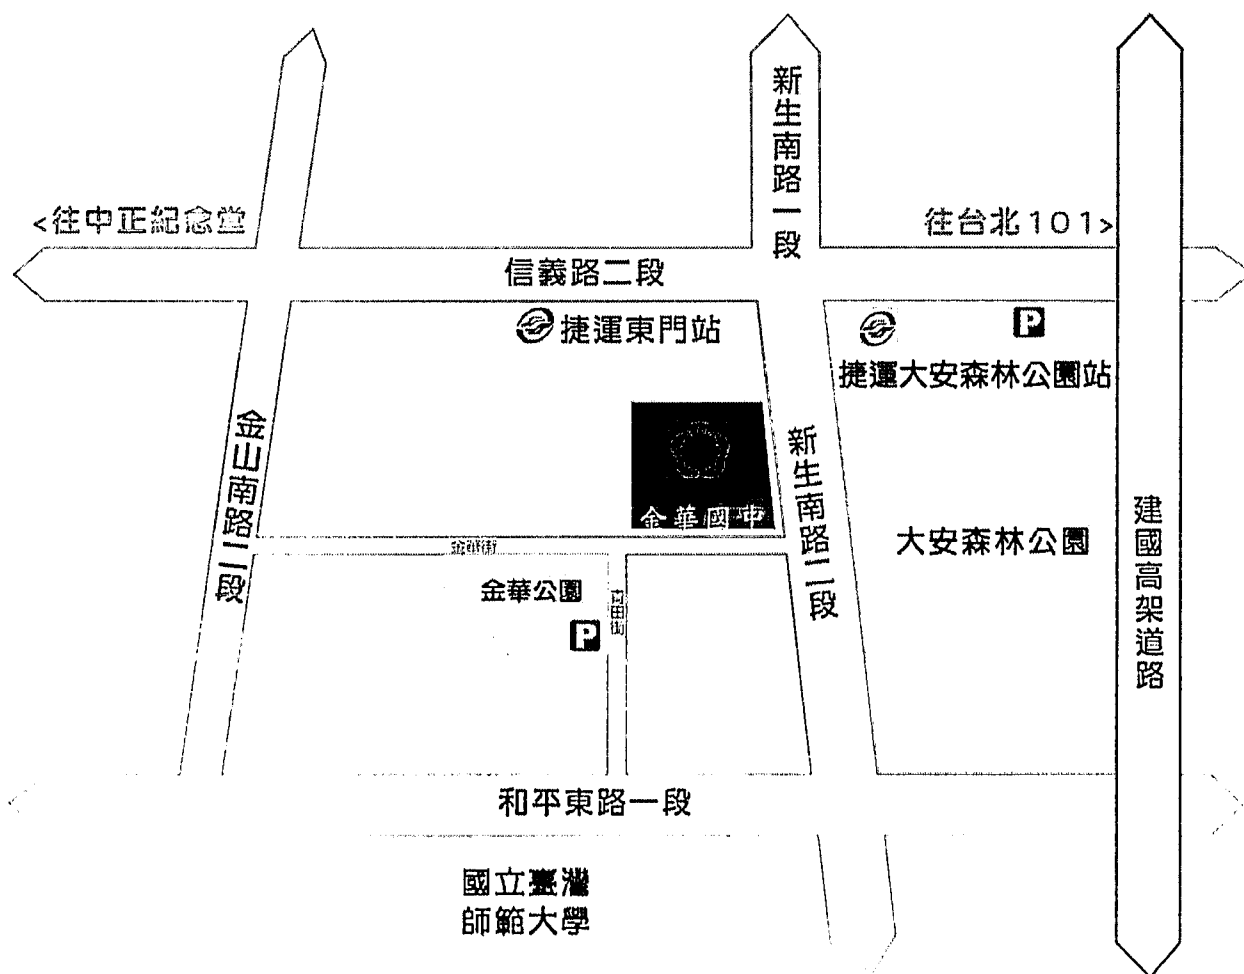 新生南路一段
<往中正紀念堂
往台北101>
信義路二段
捷運東門站
P
捷運大安森林公園站
金山南路二段
新生南路二段
金華國中
建國高架道路
大安森林公園
金華街
金華公園
青田街
P
和平東路一段
國立臺灣
師範大學